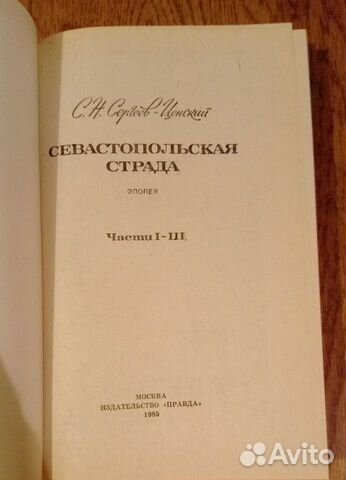 С. Н. Сергеев-Ценский
СЕВАСТОПОЛЬСКАЯ
СТРАДА
ЭПОПЕЯ
Части I-III
МОСКВА
ИЗДАТЕЛЬСТВО «ПРАВДА»
1985
Avito